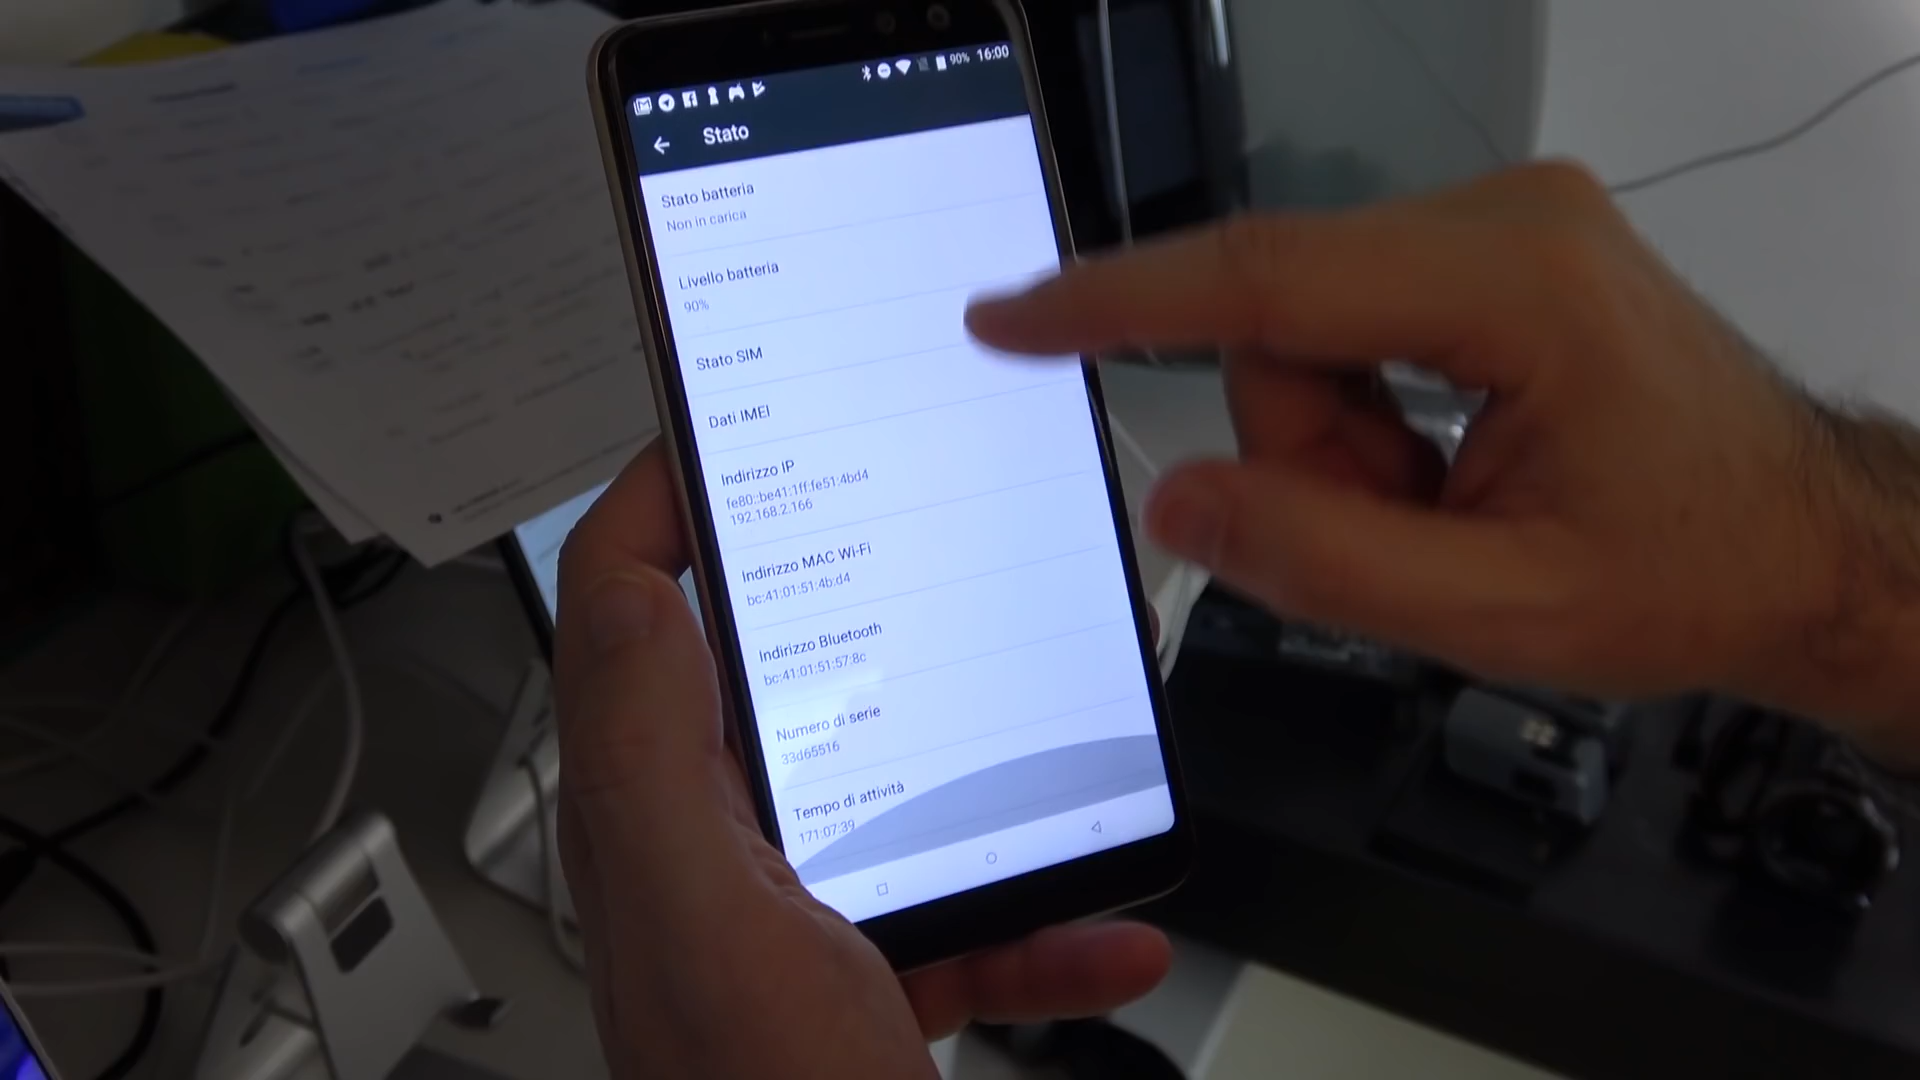 90% 16:00
Stato
Stato batteria
Non in carica
Livello batteria
90%
Stato SIM
Dati IMEI
Indirizzo IP
fe80::be41:1ff:fe51:4bd4
192.168.2.166
Indirizzo MAC Wi-Fi
bc:41:01:51:4b:d4
Indirizzo Bluetooth
bc:41:01:51:57:8c
Numero di serie
33d65516
Tempo di attività
171:07:39